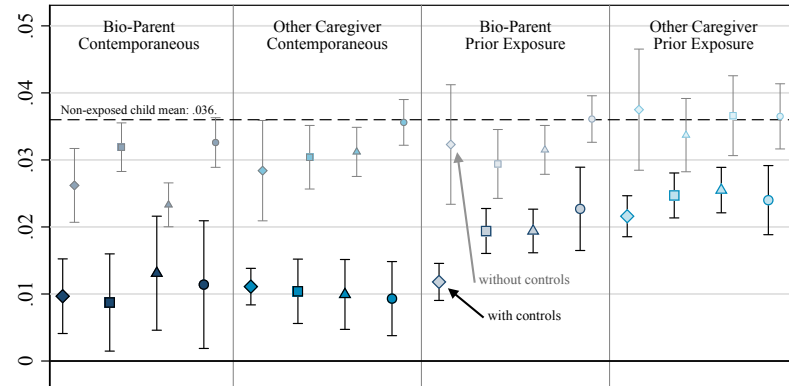 .05
.04
.03
.02
.01
0
Bio-Parent
Contemporaneous
Other Caregiver
Contemporaneous
Bio-Parent
Prior Exposure
Other Caregiver
Prior Exposure
Non-exposed child mean: .036.
without controls
with controls